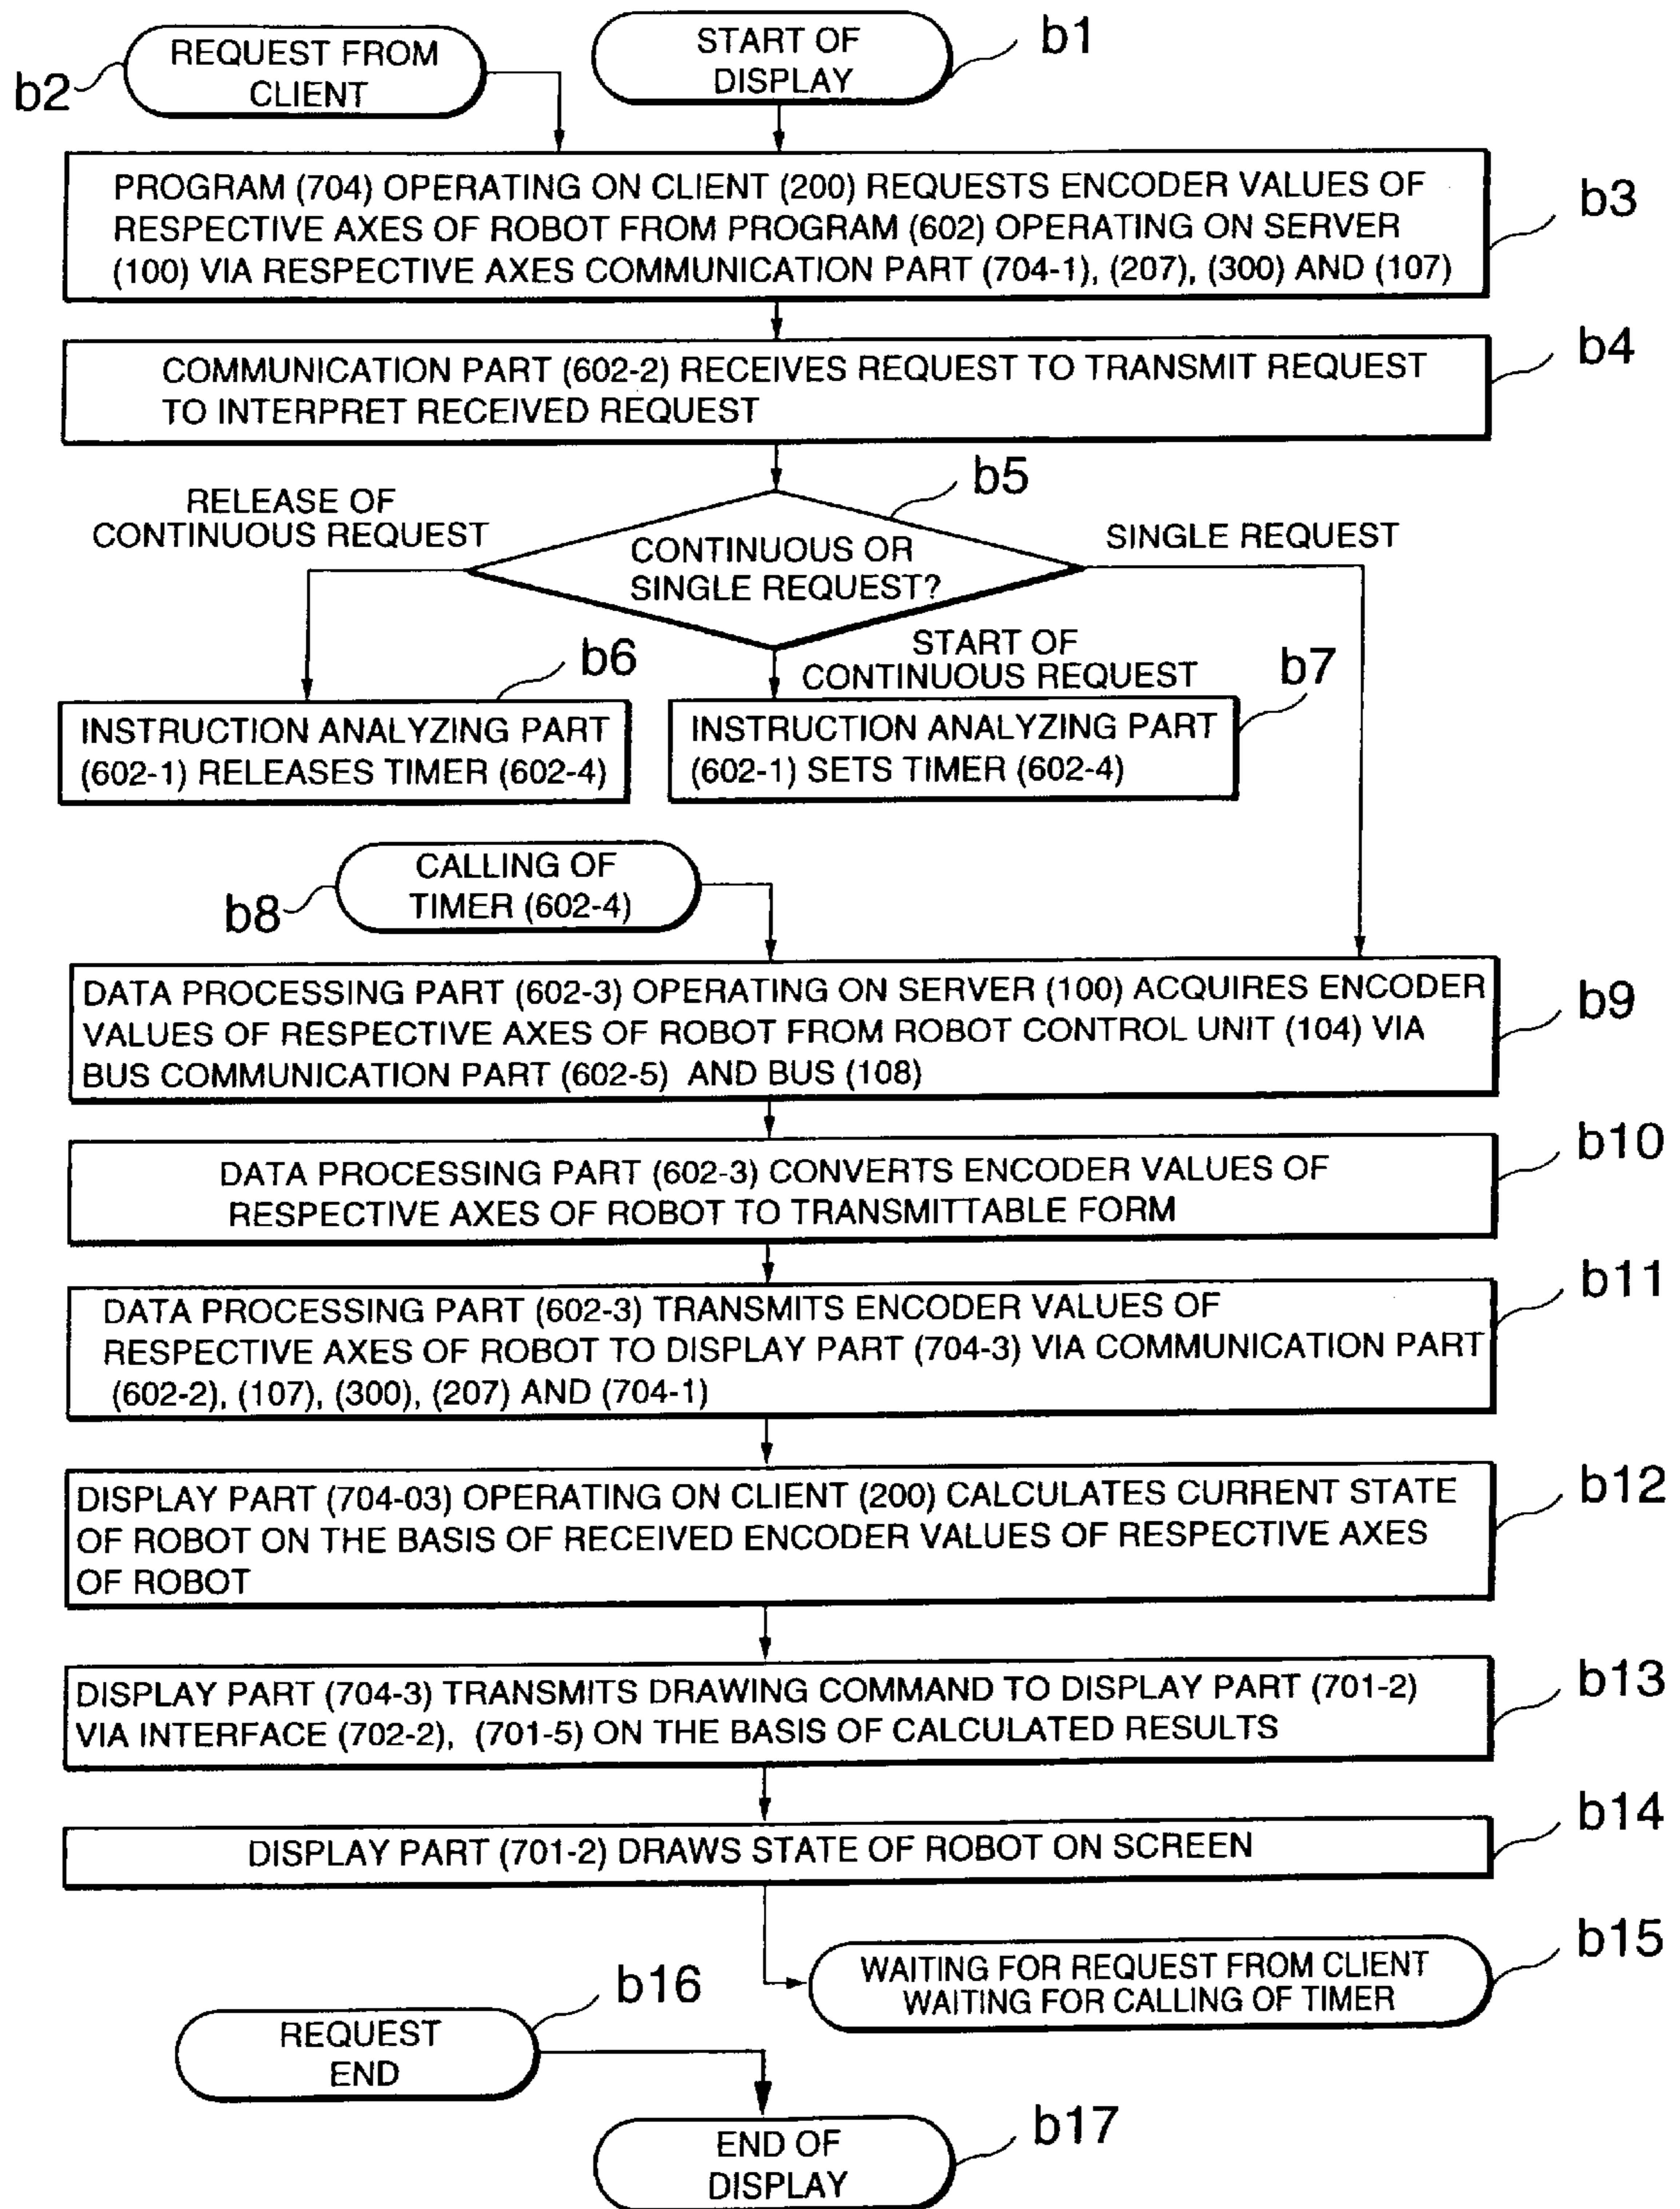 REQUEST FROM
CLIENT
b2
START OF
DISPLAY
b1
PROGRAM (704) OPERATING ON CLIENT (200) REQUESTS ENCODER VALUES OF
RESPECTIVE AXES OF ROBOT FROM PROGRAM (602) OPERATING ON SERVER
(100) VIA RESPECTIVE AXES COMMUNICATION PART (704-1), (207), (300) AND (107)
b3
COMMUNICATION PART (602-2) RECEIVES REQUEST TO TRANSMIT REQUEST
TO INTERPRET RECEIVED REQUEST
b4
b5
RELEASE OF
CONTINUOUS REQUEST
CONTINUOUS OR
SINGLE REQUEST?
SINGLE REQUEST
START OF
CONTINUOUS REQUEST
b6
b7
INSTRUCTION ANALYZING PART
(602-1) RELEASES TIMER (602-4)
INSTRUCTION ANALYZING PART
(602-1) SETS TIMER (602-4)
CALLING OF
TIMER (602-4)
b8
DATA PROCESSING PART (602-3) OPERATING ON SERVER (100) ACQUIRES ENCODER
VALUES OF RESPECTIVE AXES OF ROBOT FROM ROBOT CONTROL UNIT (104) VIA
BUS COMMUNICATION PART (602-5) AND BUS (108)
b9
DATA PROCESSING PART (602-3) CONVERTS ENCODER VALUES OF
RESPECTIVE AXES OF ROBOT TO TRANSMITTABLE FORM
b10
DATA PROCESSING PART (602-3) TRANSMITS ENCODER VALUES OF
RESPECTIVE AXES OF ROBOT TO DISPLAY PART (704-3) VIA COMMUNICATION PART
(602-2), (107), (300), (207) AND (704-1)
b11
DISPLAY PART (704-03) OPERATING ON CLIENT (200) CALCULATES CURRENT STATE
OF ROBOT ON THE BASIS OF RECEIVED ENCODER VALUES OF RESPECTIVE AXES
OF ROBOT
b12
DISPLAY PART (704-3) TRANSMITS DRAWING COMMAND TO DISPLAY PART (701-2)
VIA INTERFACE (702-2), (701-5) ON THE BASIS OF CALCULATED RESULTS
b13
DISPLAY PART (701-2) DRAWS STATE OF ROBOT ON SCREEN
b14
WAITING FOR REQUEST FROM CLIENT
WAITING FOR CALLING OF TIMER
b15
REQUEST
END
b16
END OF
DISPLAY
b17